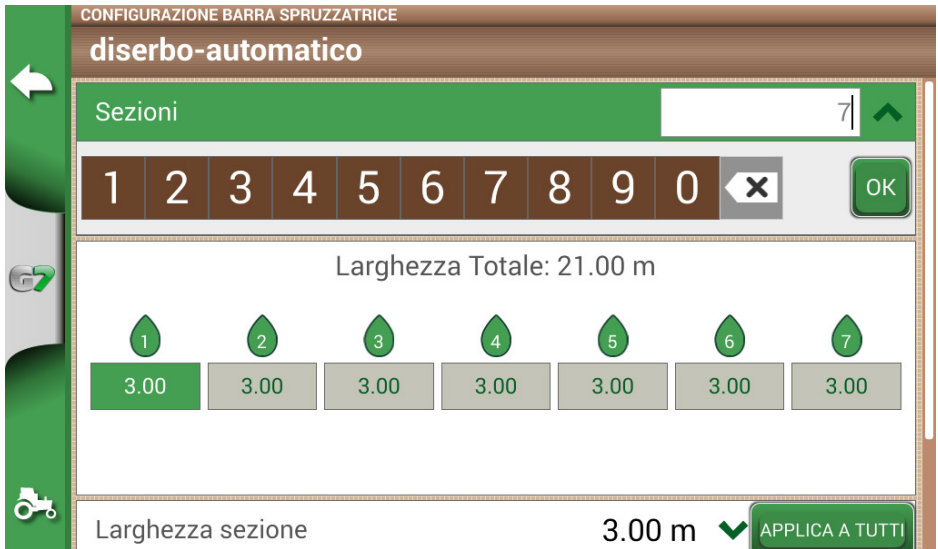 CONFIGURAZIONE BARRA SPRUZZATRICE
diserbo-automatico
Sezioni 7
1 2 3 4 5 6 7 8 9 0 OK
G7
Larghezza Totale: 21.00 m
1 2 3 4 5 6 7
3.00 3.00 3.00 3.00 3.00 3.00 3.00
Larghezza sezione 3.00 m APPLICA A TUTTI